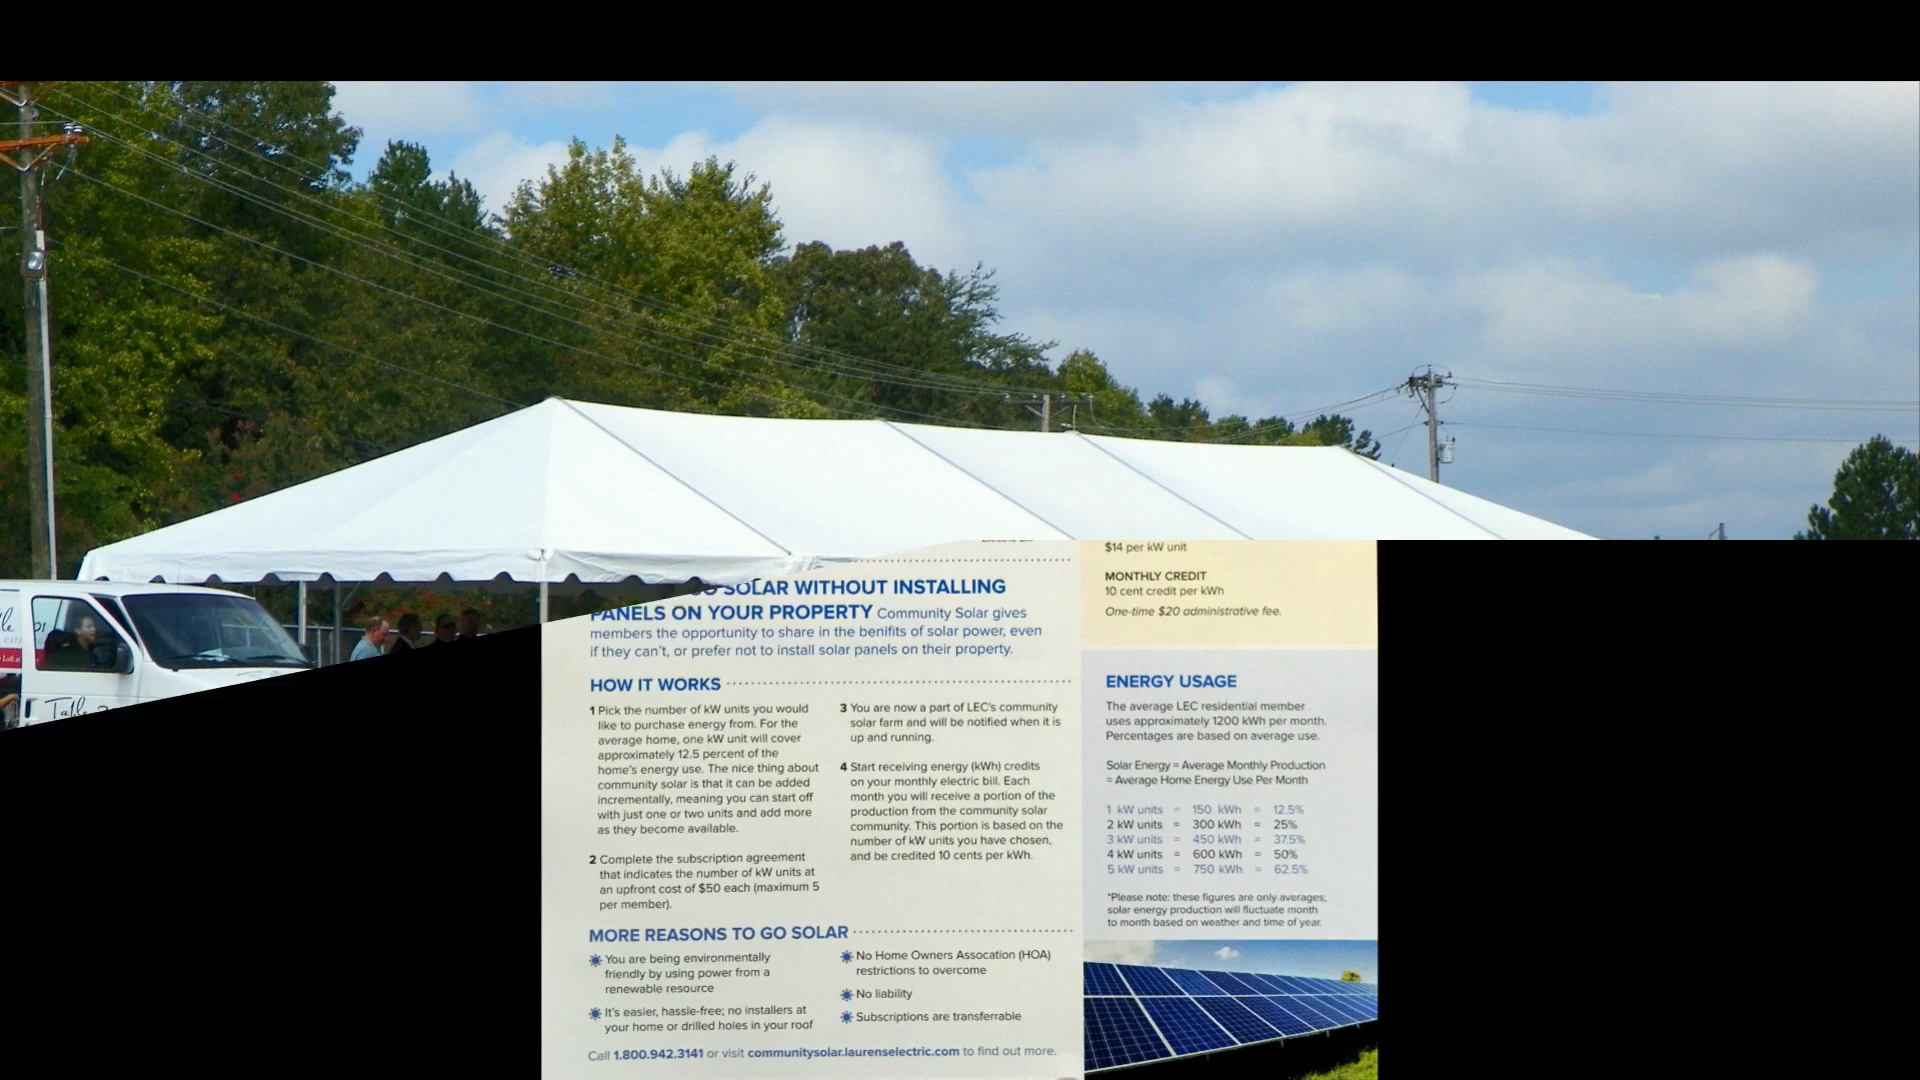 $14 per kW unit
MONTHLY CREDIT
10 cent credit per kWh
One-time $20 administrative fee.
SOLAR WITHOUT INSTALLING
PANELS ON YOUR PROPERTY Community Solar gives
members the opportunity to share in the benifits of solar power, even
if they can't, or prefer not to install solar panels on their property.
HOW IT WORKS
1 Pick the number of kW units you would
like to purchase energy from. For the
average home, one kW unit will cover
approximately 12.5 percent of the
home's energy use. The nice thing about
community solar is that it can be added
incrementally, meaning you can start off
with just one or two units and add more
as they become available.
2 Complete the subscription agreement
that indicates the number of kW units at
an upfront cost of $50 each (maximum 5
per member).
3 You are now a part of LEC's community
solar farm and will be notified when it is
up and running.
4 Start receiving energy (kWh) credits
on your monthly electric bill. Each
month you will receive a portion of the
production from the community solar
community. This portion is based on the
number of kW units you have chosen,
and be credited 10 cents per kWh.
MORE REASONS TO GO SOLAR
You are being environmentally
friendly by using power from a
renewable resource
It's easier, hassle-free; no installers at
your home or drilled holes in your roof
No Home Owners Assocation (HOA)
restrictions to overcome
No liability
Subscriptions are transferrable
Call 1.800.942.3141 or visit communitysolar.laurenselectric.com to find out more.
ENERGY USAGE
The average LEC residential member
uses approximately 1200 kWh per month.
Percentages are based on average use.
Solar Energy = Average Monthly Production
= Average Home Energy Use Per Month
1 kW units = 150 kWh = 12.5%
2 kW units = 300 kWh = 25%
3 kW units = 450 kWh = 37.5%
4 kW units = 600 kWh = 50%
5 kW units = 750 kWh = 62.5%
*Please note: these figures are only averages;
solar energy production will fluctuate month
to month based on weather and time of year.